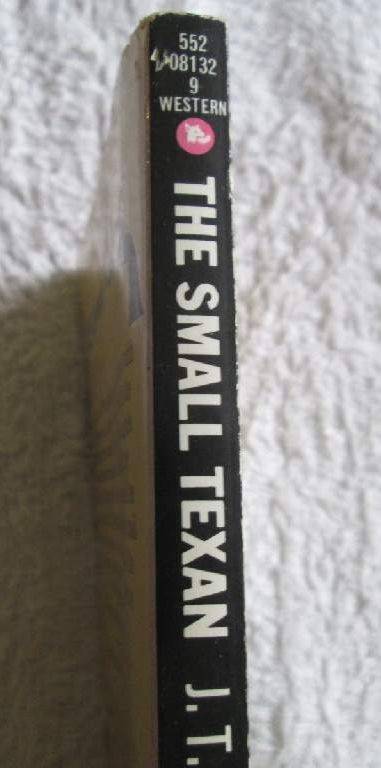 552
08132
9
WESTERN
THE SMALL TEXAN
J. T.